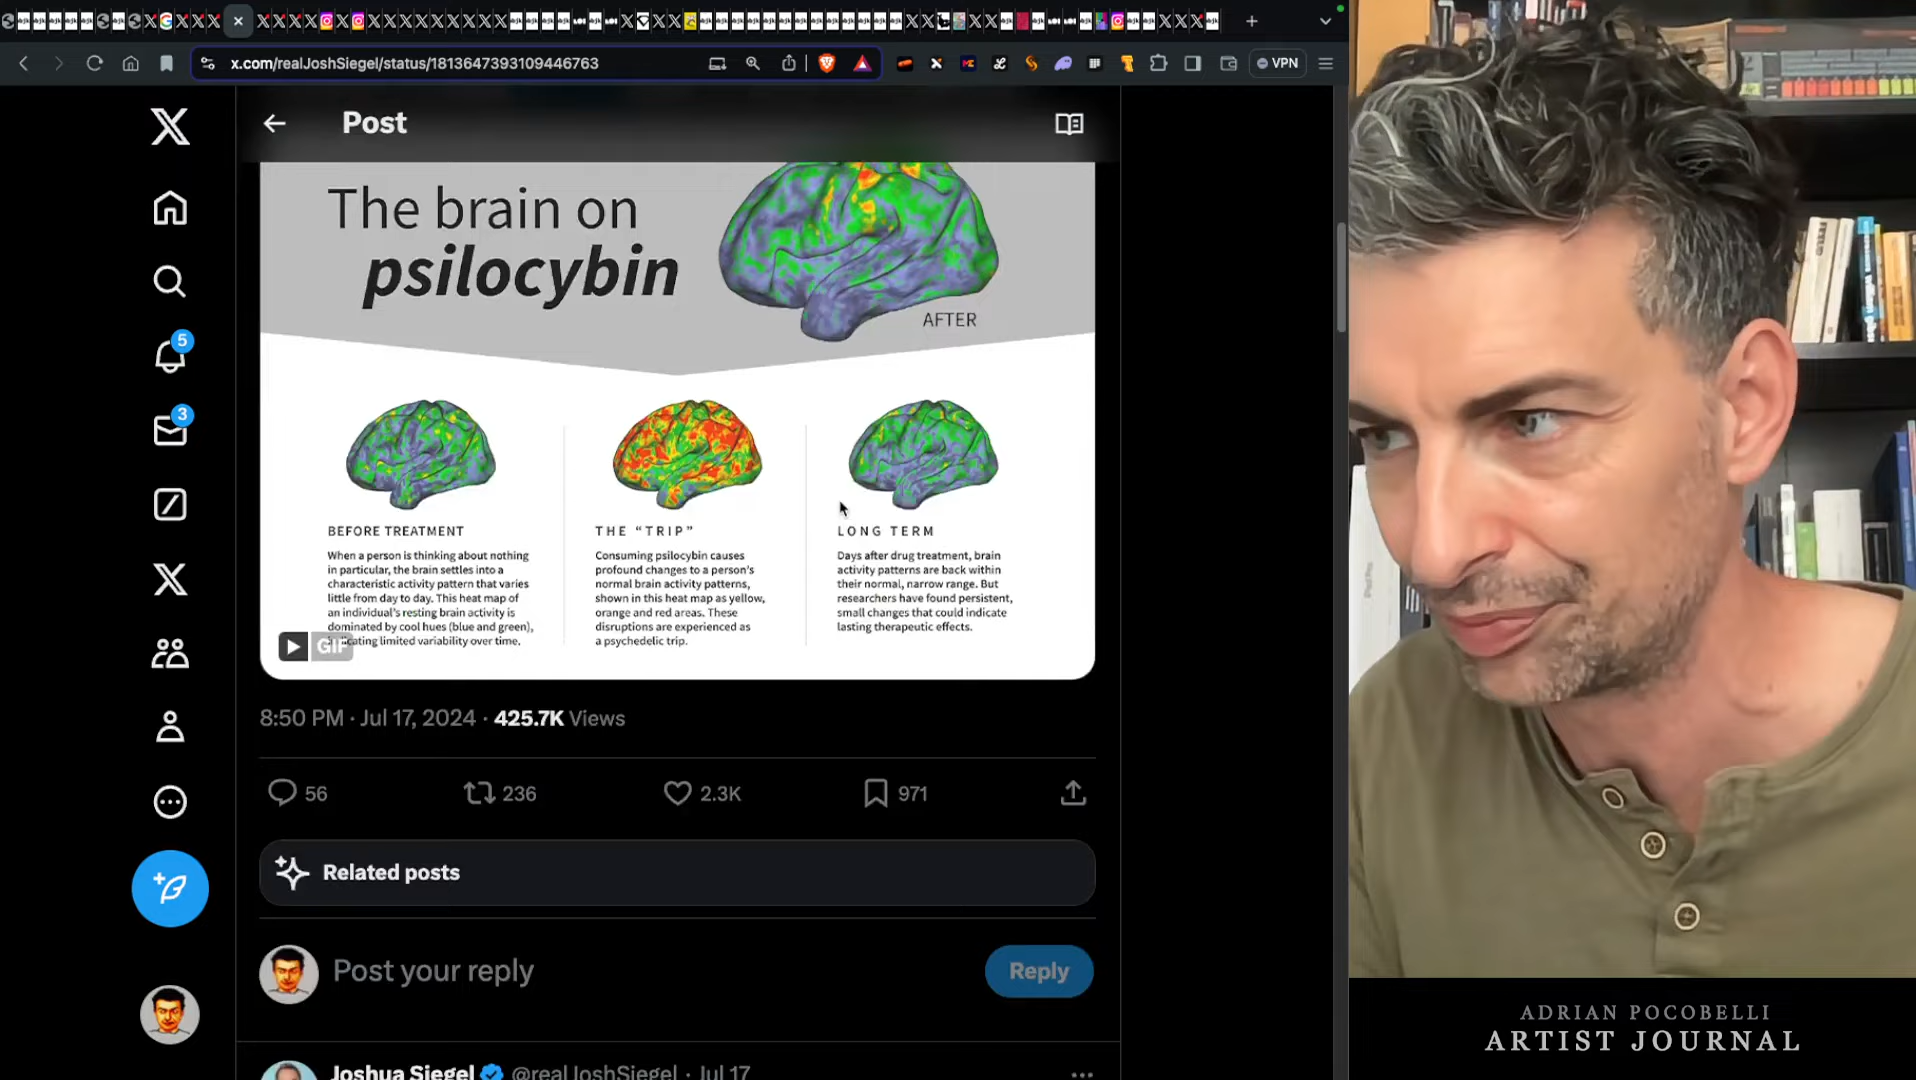 x.com/realJoshSiegel/status/1813647393109446763
VPN
Post
The brain on
psilocybin
AFTER
BEFORE TREATMENT
When a person is thinking about nothing
in particular, the brain settles into a
characteristic activity pattern that varies
little from day to day. This heat map of
an individual's resting brain activity is
dominated by cool hues (blue and green),
indicating limited variability over time.
THE “TRIP”
Consuming psilocybin causes
profound changes to a person's
normal brain activity patterns,
shown in this heat map as yellow,
orange and red areas. These
disruptions are experienced as
a psychedelic trip.
LONG TERM
Days after drug treatment, brain
activity patterns are back within
their normal, narrow range. But
researchers have found persistent,
small changes that could indicate
lasting therapeutic effects.
GIF
8:50 PM · Jul 17, 2024 · 425.7K Views
56
236
2.3K
971
Related posts
Post your reply
Reply
Joshua Siegel @realJoshSiegel · Jul 17
5
3
ADRIAN POCOBELLI
ARTIST JOURNAL